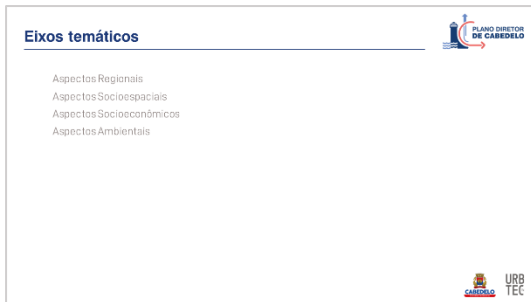 Eixos temáticos
PLANO DIRETOR
DE CABEDELO
Aspectos Regionais
Aspectos Socioespaciais
Aspectos Socioeconômicos
Aspectos Ambientais
CABEDELO
URB
TEC